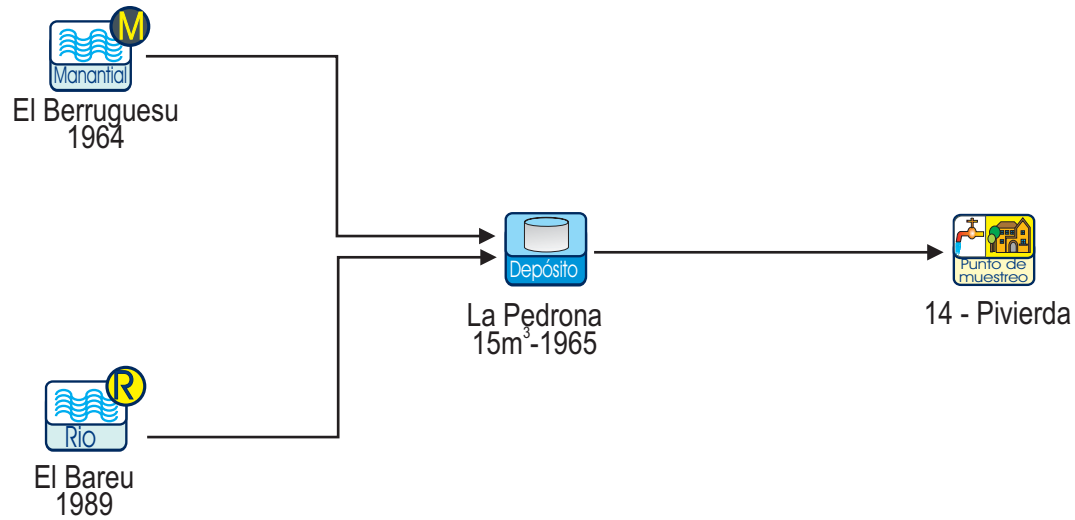 M
Manantial
El Berruguesu
1964
Depósito
La Pedrona
15m³-1965
Punto de
muestreo
14 - Pivierda
R
Rio
El Bareu
1989